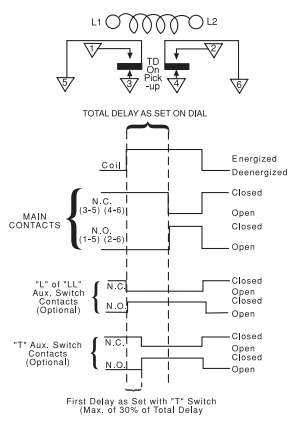 L1 L2
1 2
TD
On
Pick
-up
5 3 4 6
TOTAL DELAY AS SET ON DIAL
Coil
Energized
Deenergized
MAIN
CONTACTS
N.C.
(3-5) (4-6)
Closed
Open
N.O.
(1-5) (2-6)
Closed
Open
"L" of "LL"
Aux, Switch
Contacts
(Optional)
N.C.
Closed
Open
N.O.
Closed
Open
"T" Aux. Switch
Contacts
(Optional)
N.C.
Closed
Open
N.O.
Closed
Open
First Delay as Set with "T" Switch
(Max. of 30% of Total Delay